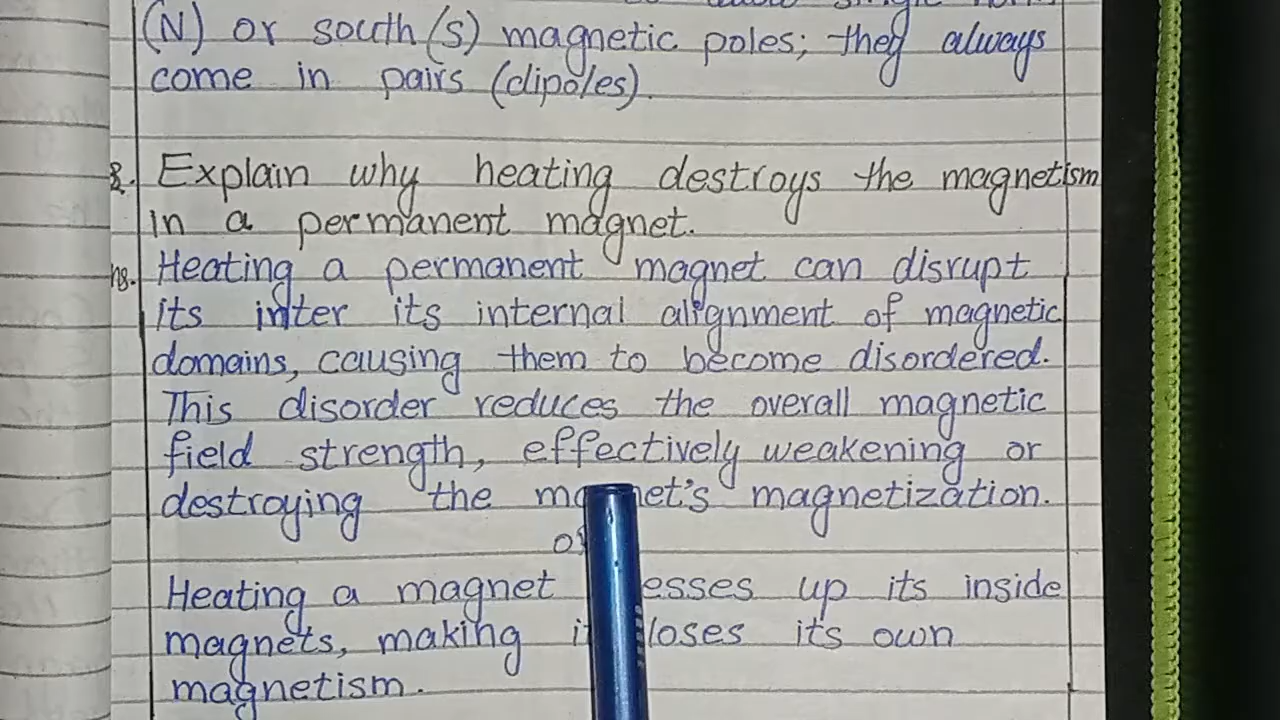 (N) or south (s) magnetic poles; they always
come in pairs (dipoles).
8. Explain why heating destroys the magnetism
in a permanent magnet.
ns. Heating a permanent magnet can disrupt
its inter its internal alignment of magnetic
domains, causing them to become disordered.
This disorder reduces the overall magnetic
field strength, effectively weakening or
destroying the magnet's magnetization.
Heating a magnet esses up its inside
magnets, making it loses its own
magnetism.